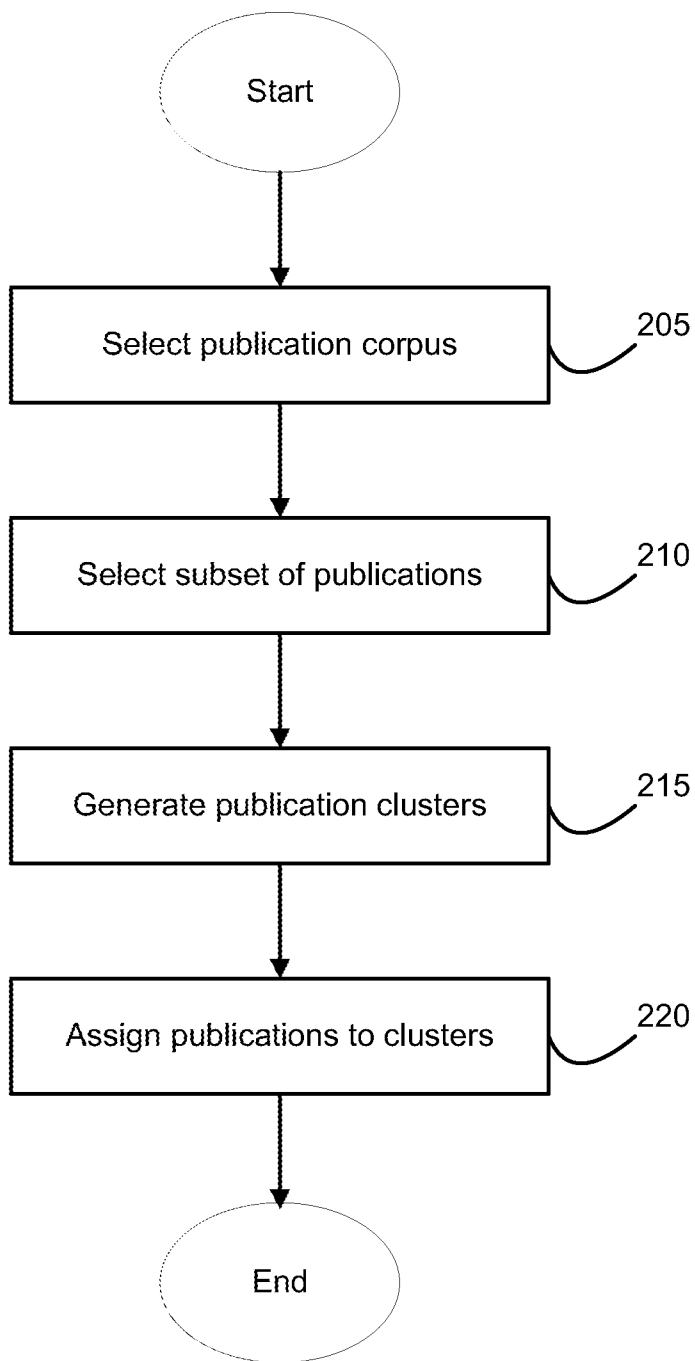 Start
Select publication corpus
205
Select subset of publications
210
Generate publication clusters
215
Assign publications to clusters
220
End